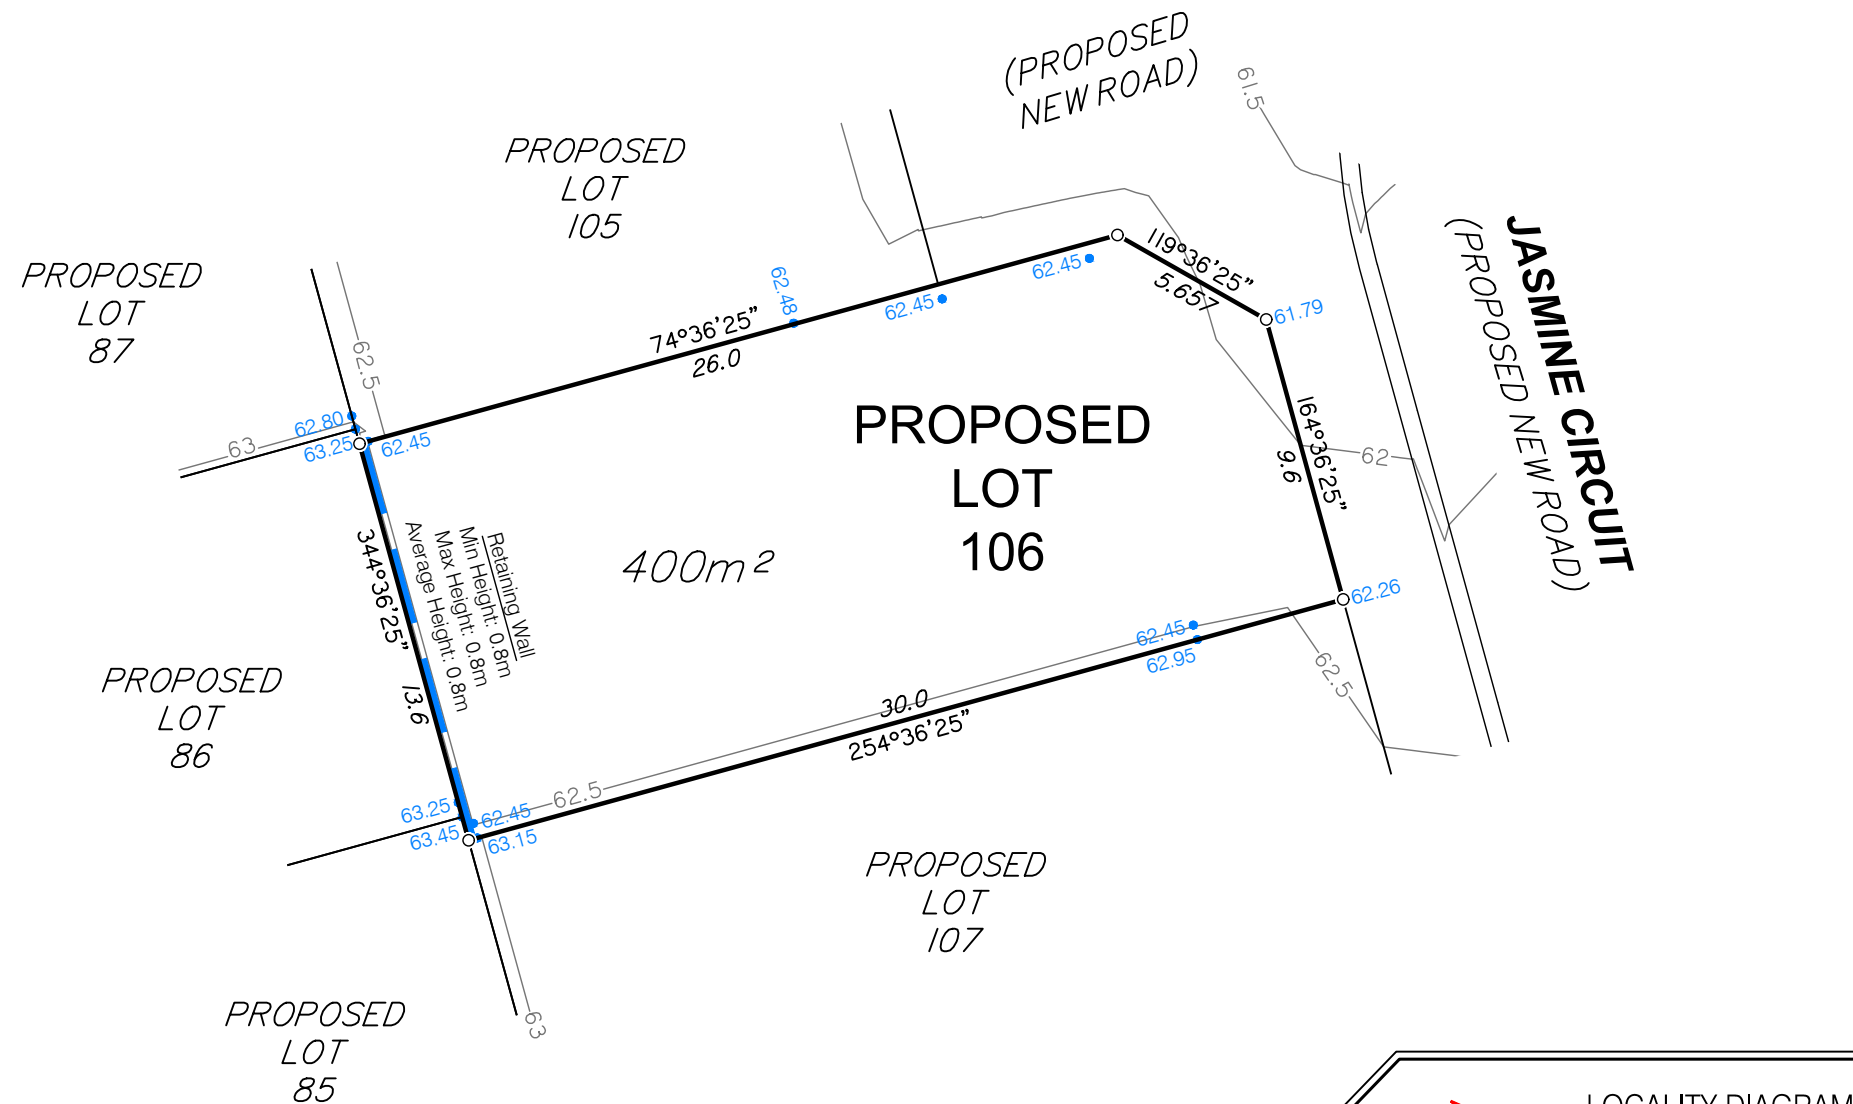 (PROPOSED
NEW ROAD)
61.5
PROPOSED
LOT
105
JASMINE CIRCUIT
(PROPOSED NEW ROAD)
PROPOSED
LOT
87
119°36'25"
5.657
62.45
62.48
62.45
61.79
74°36'25"
26.0
62.5
62.80
63
63.25
62.45
PROPOSED
LOT
106
164°36'25"
9.6
62
400m²
Retaining Wall
Min Height: 0.8m
Max Height: 0.8m
Average Height: 0.8m
344°36'25"
13.6
62.26
62.45
62.95
62.5
PROPOSED
LOT
86
30.0
254°36'25"
62.5
63.25
62.45
63.45
63.15
PROPOSED
LOT
107
PROPOSED
LOT
85
63
LOCALITY DIAGRAM